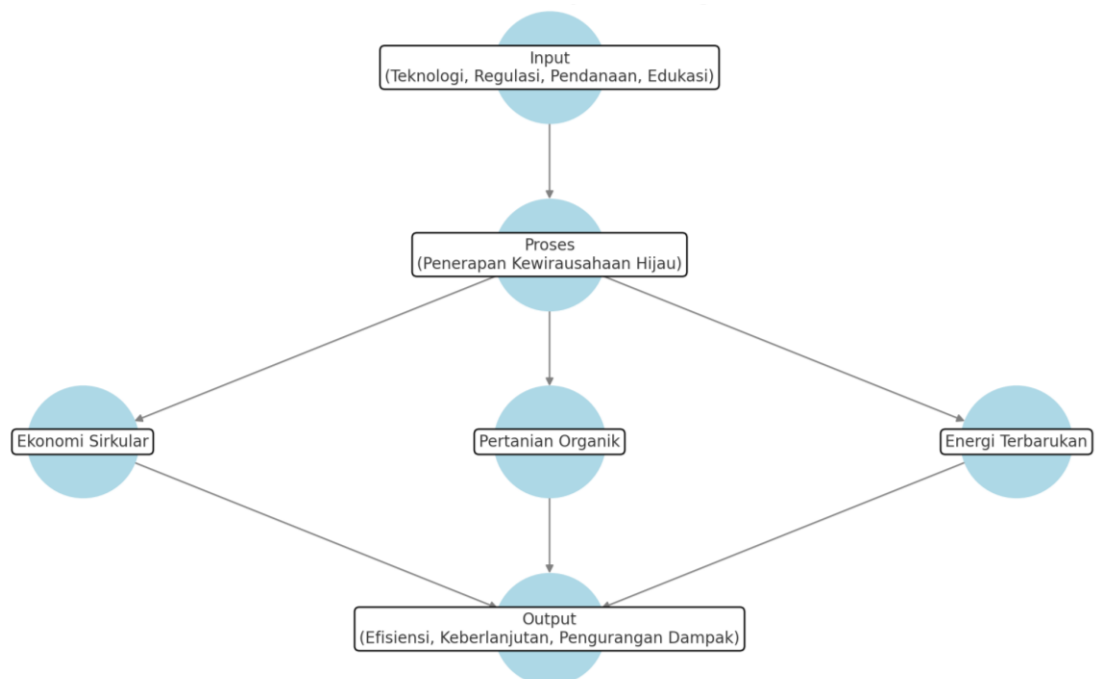 Input
(Teknologi, Regulasi, Pendanaan, Edukasi)
Proses
(Penerapan Kewirausahaan Hijau)
Ekonomi Sirkular
Pertanian Organik
Energi Terbarukan
Output
(Efisiensi, Keberlanjutan, Pengurangan Dampak)